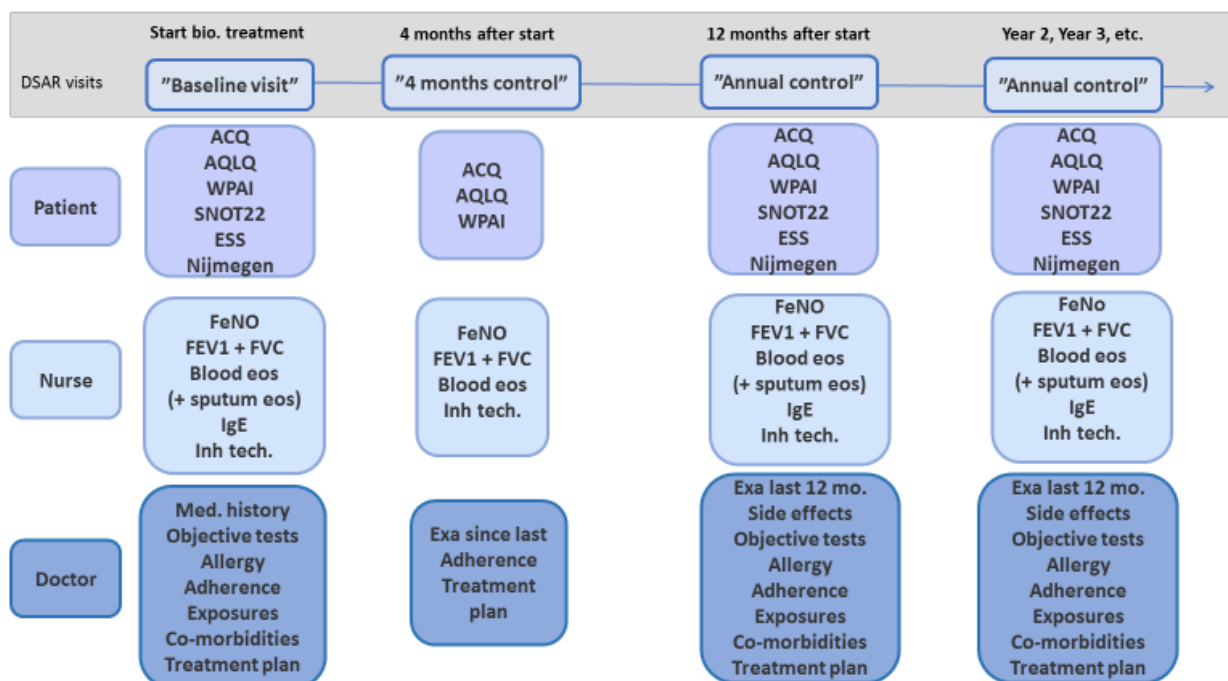 Start bio. treatment
4 months after start
12 months after start
Year 2, Year 3, etc.
DSAR visits
"Baseline visit"
"4 months control"
"Annual control"
"Annual control"
Patient
ACQ
AQLQ
WPAI
SNOT22
ESS
Nijmegen
ACQ
AQLQ
WPAI
ACQ
AQLQ
WPAI
SNOT22
ESS
Nijmegen
ACQ
AQLQ
WPAI
SNOT22
ESS
Nijmegen
Nurse
FeNO
FEV1 + FVC
Blood eos
(+ sputum eos)
IgE
Inh tech.
FeNO
FEV1 + FVC
Blood eos
Inh tech.
FeNO
FEV1 + FVC
Blood eos
(+ sputum eos)
IgE
Inh tech.
FeNo
FEV1 + FVC
Blood eos
(+ sputum eos)
IgE
Inh tech.
Doctor
Med. history
Objective tests
Allergy
Adherence
Exposures
Co-morbidities
Treatment plan
Exa since last
Adherence
Treatment
plan
Exa last 12 mo.
Side effects
Objective tests
Allergy
Adherence
Exposures
Co-morbidities
Treatment plan
Exa last 12 mo.
Side effects
Objective tests
Allergy
Adherence
Exposures
Co-morbidities
Treatment plan